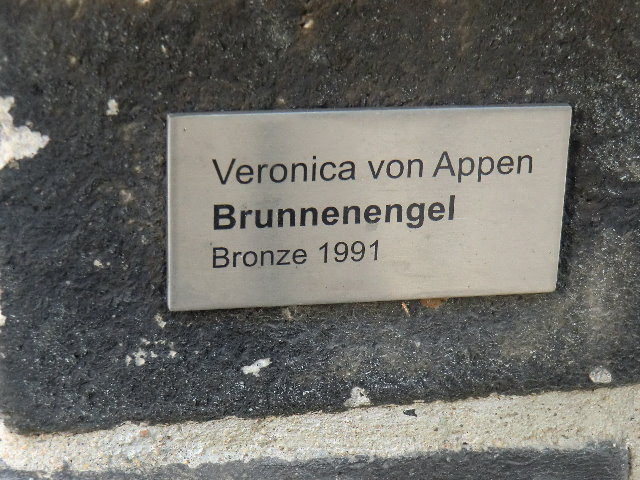 Veronica von Appen
Brunnenengel
Bronze 1991